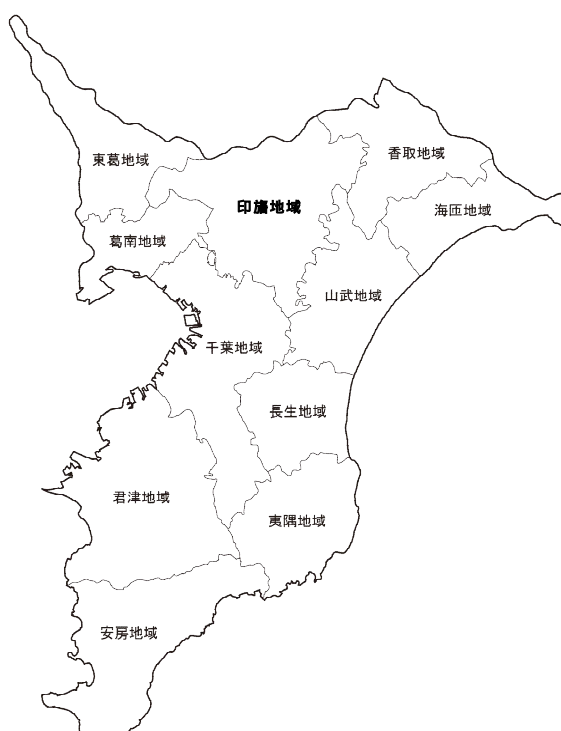 東葛地域
香取地域
印旛地域
海匝地域
葛南地域
山武地域
千葉地域
長生地域
君津地域
夷隅地域
安房地域